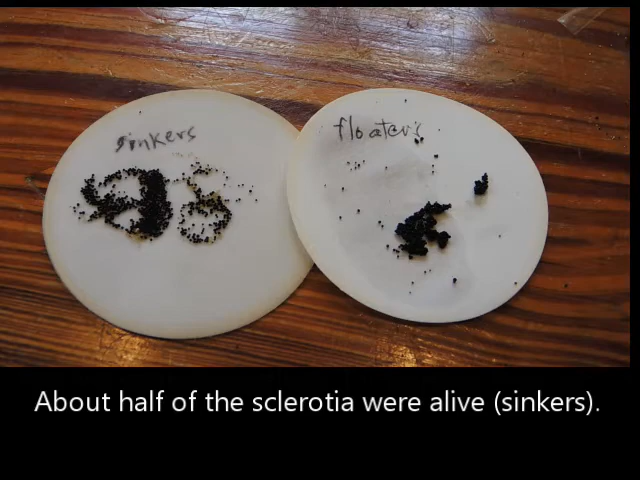 sinkers
floaters
About half of the sclerotia were alive (sinkers).